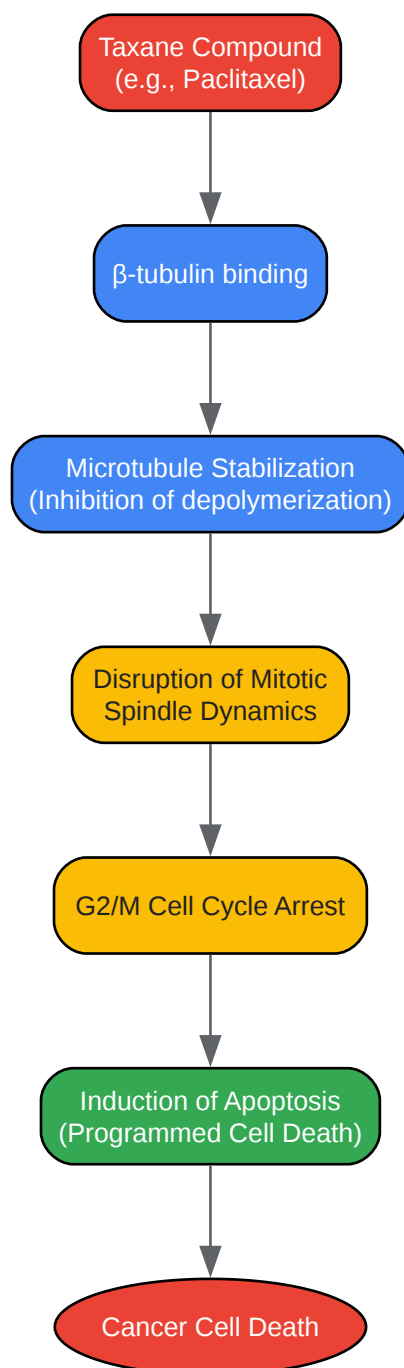 Taxane Compound
(e.g., Paclitaxel)
β-tubulin binding
Microtubule Stabilization
(Inhibition of depolymerization)
Disruption of Mitotic
Spindle Dynamics
G2/M Cell Cycle Arrest
Induction of Apoptosis
(Programmed Cell Death)
Cancer Cell Death